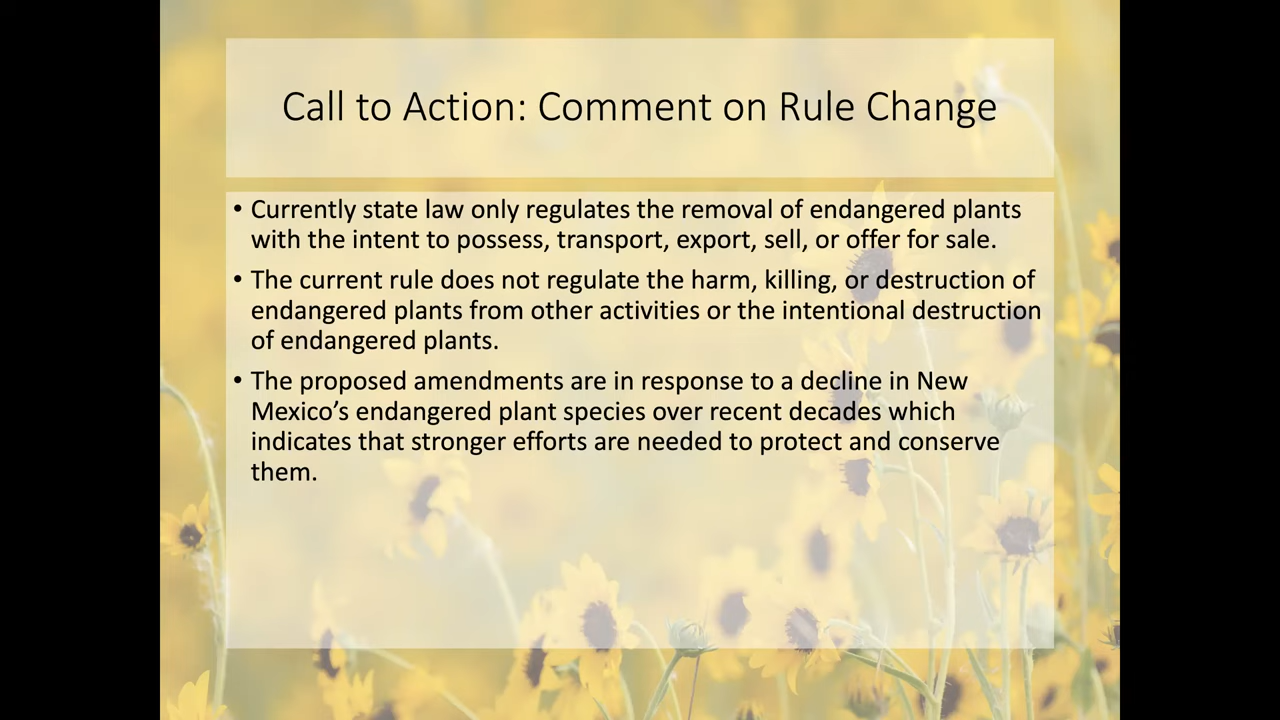 Call to Action: Comment on Rule Change
• Currently state law only regulates the removal of endangered plants
with the intent to possess, transport, export, sell, or offer for sale.
• The current rule does not regulate the harm, killing, or destruction of
endangered plants from other activities or the intentional destruction
of endangered plants.
• The proposed amendments are in response to a decline in New
Mexico’s endangered plant species over recent decades which
indicates that stronger efforts are needed to protect and conserve
them.